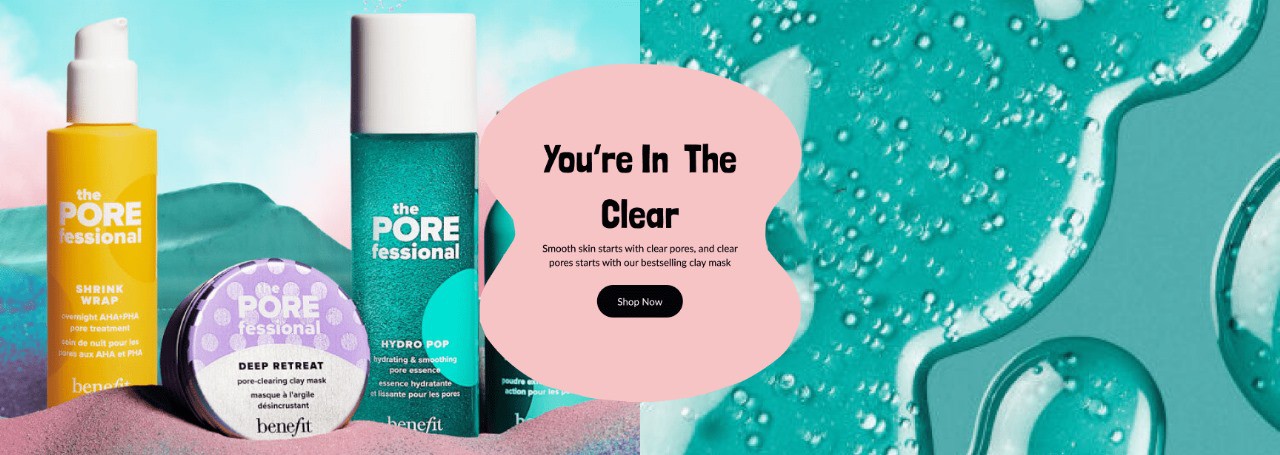 the
PORE
fessional
SHRINK
WRAP
overnight AHA+PHA
pore treatment
soin de nuit pour les
pores aux AHA et PHA
benefit
the
PORE
fessional
DEEP RETREAT
pore-clearing clay mask
masque à l'argile
désincrustant
benefit
the
PORE
fessional
HYDRO POP
hydrating & smoothing
pore essence
essence hydratante
et lissante pour les pores
benefit
poudre
action pour les
You're In The
Clear
Smooth skin starts with clear pores, and clear
pores starts with our bestselling clay mask
Shop Now